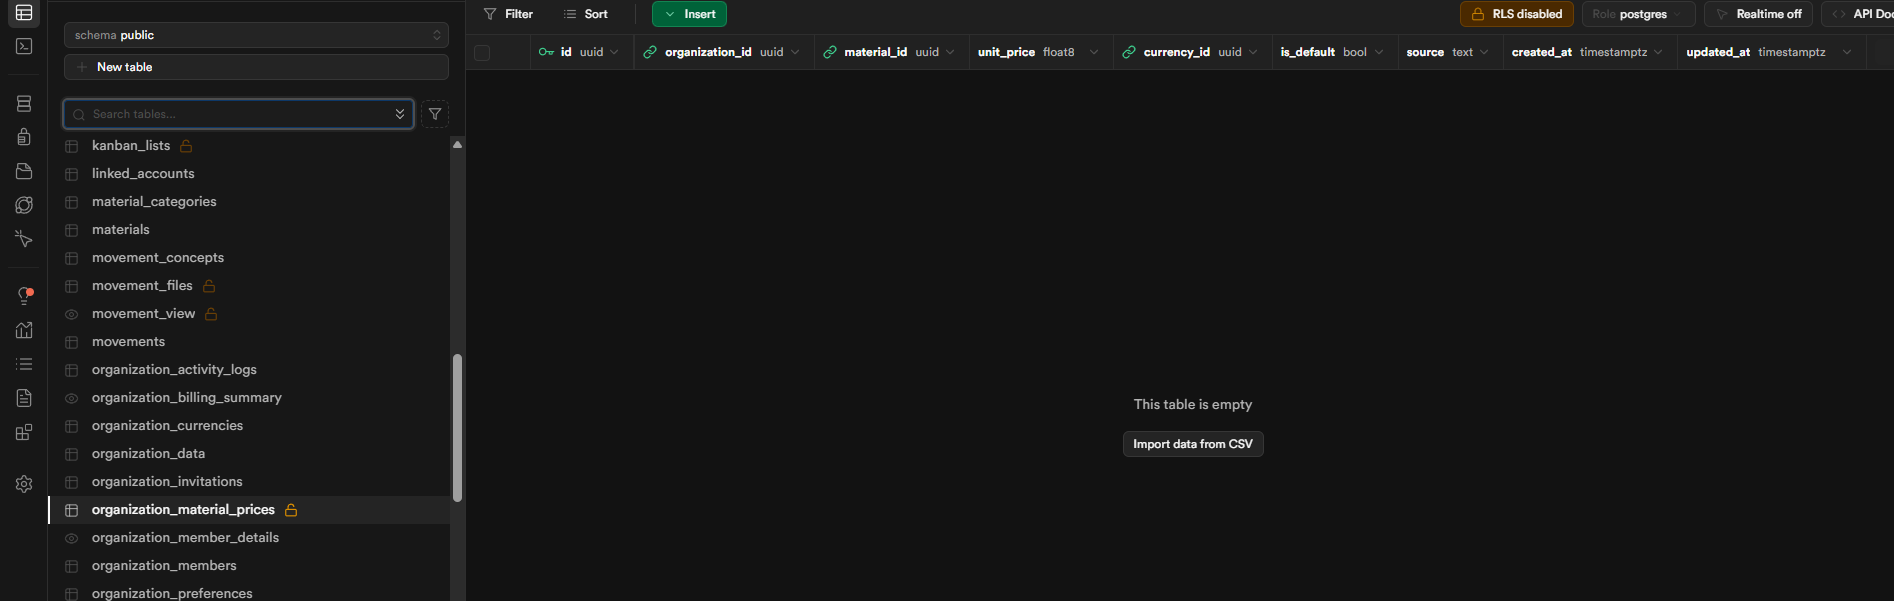 schema public
New table
Search tables...
kanban_lists
linked_accounts
material_categories
materials
movement_concepts
movement_files
movement_view
movements
organization_activity_logs
organization_billing_summary
organization_currencies
organization_data
organization_invitations
organization_material_prices
organization_member_details
organization_members
organization_preferences
Filter Sort Insert RLS disabled Role postgres Realtime off API Doc
id uuid organization_id uuid material_id uuid unit_price float8 currency_id uuid is_default bool source text created_at timestamptz updated_at timestamptz
This table is empty
Import data from CSV